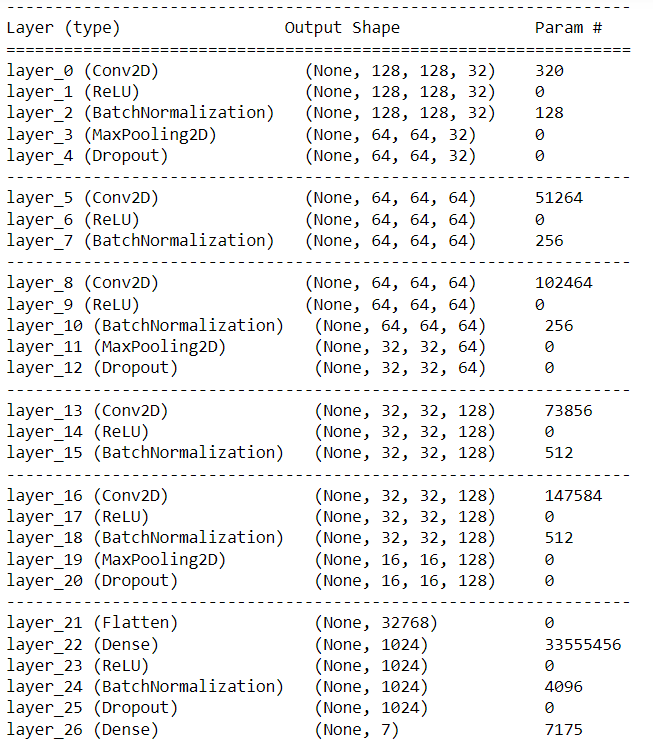 -----------------------------------------------------------------
Layer (type)                 Output Shape              Param #
=================================================================
layer_0 (Conv2D)               (None, 128, 128, 32)    320
layer_1 (ReLU)                 (None, 128, 128, 32)    0
layer_2 (BatchNormalization)   (None, 128, 128, 32)    128
layer_3 (MaxPooling2D)         (None, 64, 64, 32)      0
layer_4 (Dropout)              (None, 64, 64, 32)      0
-----------------------------------------------------------------
layer_5 (Conv2D)               (None, 64, 64, 64)      51264
layer_6 (ReLU)                 (None, 64, 64, 64)      0
layer_7 (BatchNormalization)   (None, 64, 64, 64)      256
-----------------------------------------------------------------
layer_8 (Conv2D)               (None, 64, 64, 64)      102464
layer_9 (ReLU)                 (None, 64, 64, 64)      0
layer_10 (BatchNormalization)   (None, 64, 64, 64)      256
layer_11 (MaxPooling2D)         (None, 32, 32, 64)      0
layer_12 (Dropout)              (None, 32, 32, 64)      0
-----------------------------------------------------------------
layer_13 (Conv2D)               (None, 32, 32, 128)     73856
layer_14 (ReLU)                 (None, 32, 32, 128)     0
layer_15 (BatchNormalization)   (None, 32, 32, 128)     512
-----------------------------------------------------------------
layer_16 (Conv2D)               (None, 32, 32, 128)     147584
layer_17 (ReLU)                 (None, 32, 32, 128)     0
layer_18 (BatchNormalization)   (None, 32, 32, 128)     512
layer_19 (MaxPooling2D)         (None, 16, 16, 128)     0
layer_20 (Dropout)              (None, 16, 16, 128)     0
-----------------------------------------------------------------
layer_21 (Flatten)              (None, 32768)           0
layer_22 (Dense)                (None, 1024)            33555456
layer_23 (ReLU)                 (None, 1024)            0
layer_24 (BatchNormalization)   (None, 1024)            4096
layer_25 (Dropout)              (None, 1024)            0
layer_26 (Dense)                (None, 7)               7175